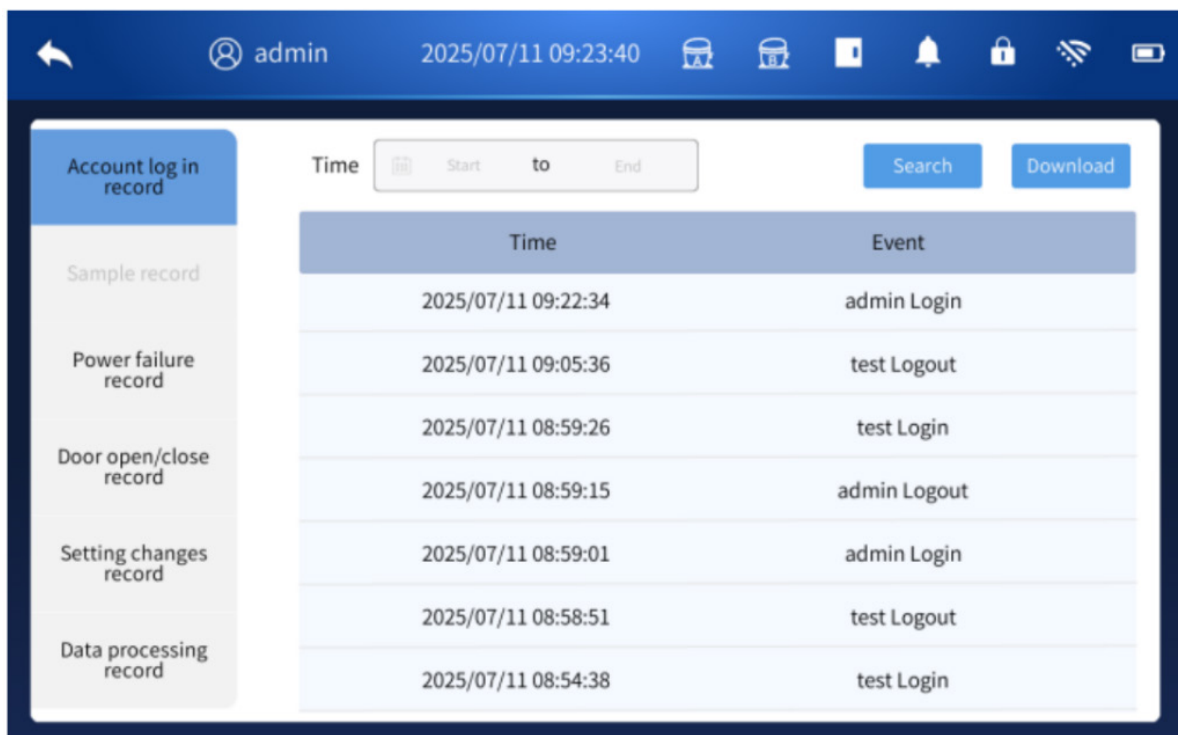 admin 2025/07/11 09:23:40 A B
Account log in
record
Sample record
Power failure
record
Door open/close
record
Setting changes
record
Data processing
record
Time Start to End Search Download
Time Event
2025/07/11 09:22:34 admin Login
2025/07/11 09:05:36 test Logout
2025/07/11 08:59:26 test Login
2025/07/11 08:59:15 admin Logout
2025/07/11 08:59:01 admin Login
2025/07/11 08:58:51 test Logout
2025/07/11 08:54:38 test Login